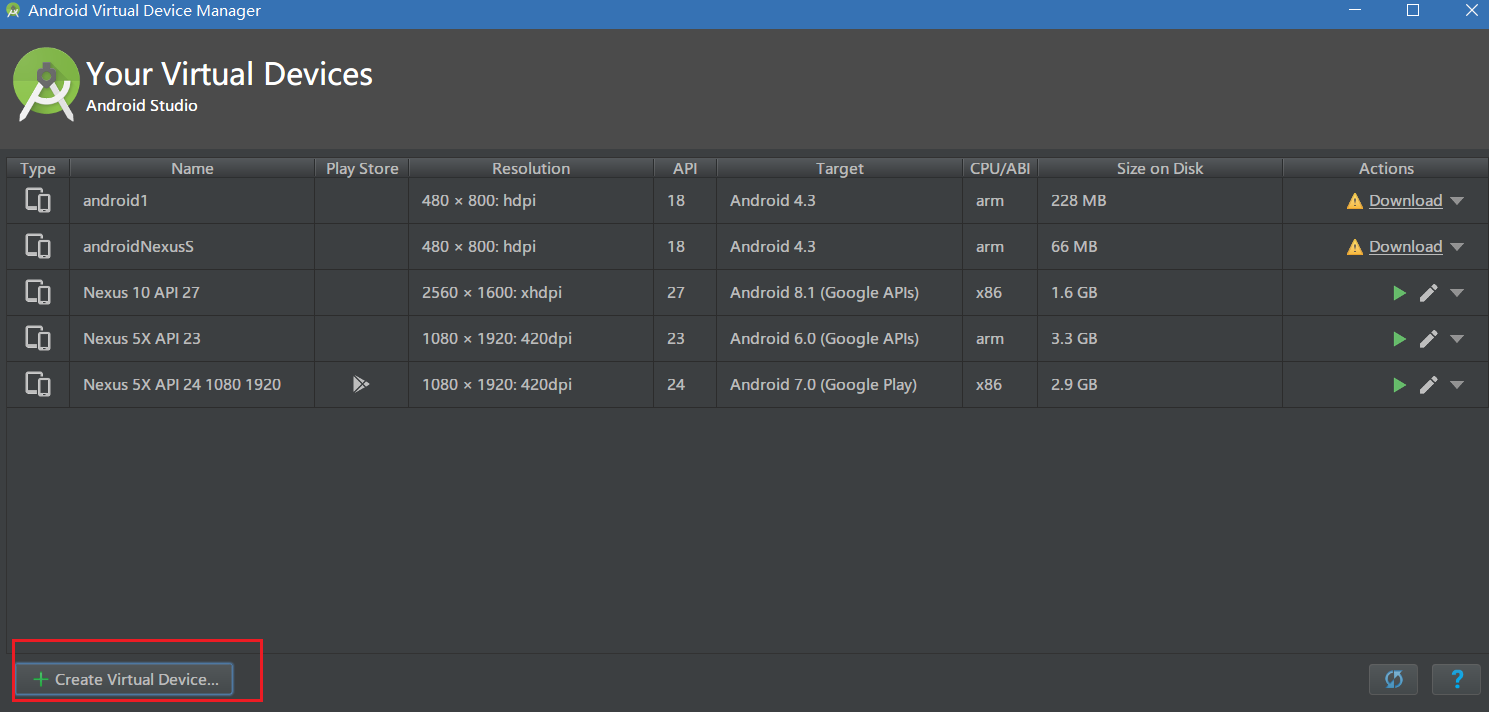 Android Virtual Device Manager
Your Virtual Devices
Android Studio
Type Name Play Store Resolution API Target CPU/ABI Size on Disk Actions
android1 480 × 800: hdpi 18 Android 4.3 arm 228 MB Download
androidNexusS 480 × 800: hdpi 18 Android 4.3 arm 66 MB Download
Nexus 10 API 27 2560 × 1600: xhdpi 27 Android 8.1 (Google APIs) x86 1.6 GB
Nexus 5X API 23 1080 × 1920: 420dpi 23 Android 6.0 (Google APIs) arm 3.3 GB
Nexus 5X API 24 1080 1920 1080 × 1920: 420dpi 24 Android 7.0 (Google Play) x86 2.9 GB
+ Create Virtual Device... ?